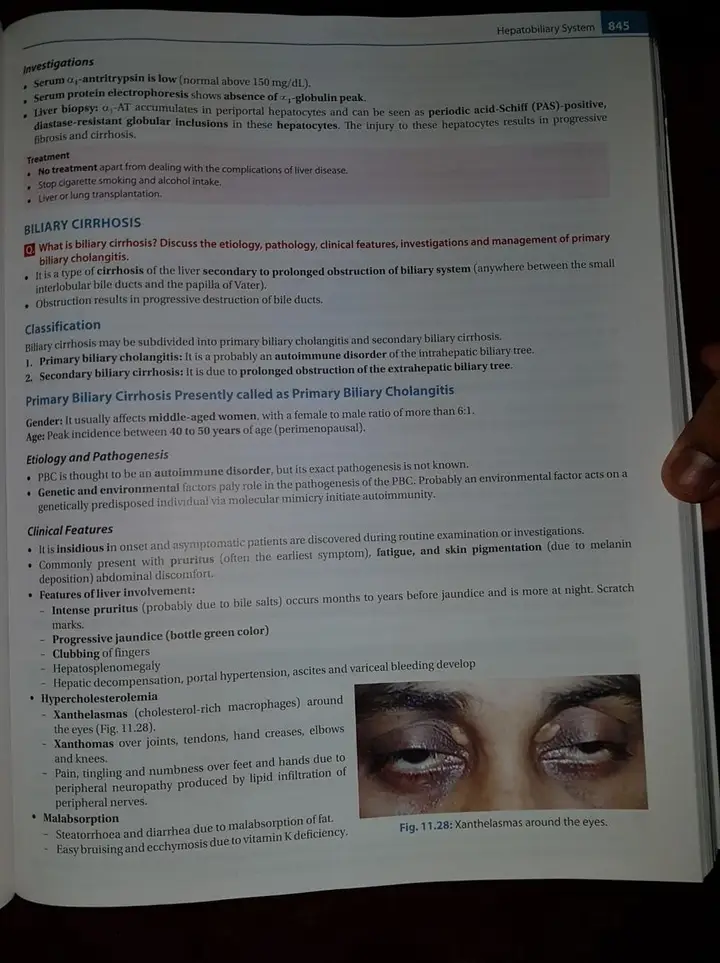 Hepatobiliary System 845
Investigations
• Serum α₁-antritrypsin is low (normal above 150 mg/dL).
• Serum protein electrophoresis shows absence of α₁-globulin peak.
• Liver biopsy: α₁-AT accumulates in periportal hepatocytes and can be seen as periodic acid-Schiff (PAS)-positive,
diastase-resistant globular inclusions in these hepatocytes. The injury to these hepatocytes results in progressive
fibrosis and cirrhosis.
Treatment
• No treatment apart from dealing with the complications of liver disease.
• Stop cigarette smoking and alcohol intake.
• Liver or lung transplantation.
BILIARY CIRRHOSIS
Q. What is biliary cirrhosis? Discuss the etiology, pathology, clinical features, investigations and management of primary
biliary cholangitis.
• It is a type of cirrhosis of the liver secondary to prolonged obstruction of biliary system (anywhere between the small
interlobular bile ducts and the papilla of Vater).
• Obstruction results in progressive destruction of bile ducts.
Classification
Biliary cirrhosis may be subdivided into primary biliary cholangitis and secondary biliary cirrhosis.
1. Primary biliary cholangitis: It is a probably an autoimmune disorder of the intrahepatic biliary tree.
2. Secondary biliary cirrhosis: It is due to prolonged obstruction of the extrahepatic biliary tree.
Primary Biliary Cirrhosis Presently called as Primary Biliary Cholangitis
Gender: It usually affects middle-aged women, with a female to male ratio of more than 6:1.
Age: Peak incidence between 40 to 50 years of age (perimenopausal).
Etiology and Pathogenesis
• PBC is thought to be an autoimmune disorder, but its exact pathogenesis is not known.
• Genetic and environmental factors paly role in the pathogenesis of the PBC. Probably an environmental factor acts on a
genetically predisposed individual via molecular mimicry initiate autoimmunity.
Clinical Features
• It is insidious in onset and asymptomatic patients are discovered during routine examination or investigations.
• Commonly present with pruritus (often the earliest symptom), fatigue, and skin pigmentation (due to melanin
deposition) abdominal discomfort.
• Features of liver involvement:
– Intense pruritus (probably due to bile salts) occurs months to years before jaundice and is more at night. Scratch
marks.
– Progressive jaundice (bottle green color)
– Clubbing of fingers
– Hepatosplenomegaly
– Hepatic decompensation, portal hypertension, ascites and variceal bleeding develop
• Hypercholesterolemia
– Xanthelasmas (cholesterol-rich macrophages) around
the eyes (Fig. 11.28).
– Xanthomas over joints, tendons, hand creases, elbows
and knees.
– Pain, tingling and numbness over feet and hands due to
peripheral neuropathy produced by lipid infiltration of
peripheral nerves.
• Malabsorption
– Steatorrhoea and diarrhea due to malabsorption of fat.
– Easy bruising and ecchymosis due to vitamin K deficiency.
Fig. 11.28: Xanthelasmas around the eyes.